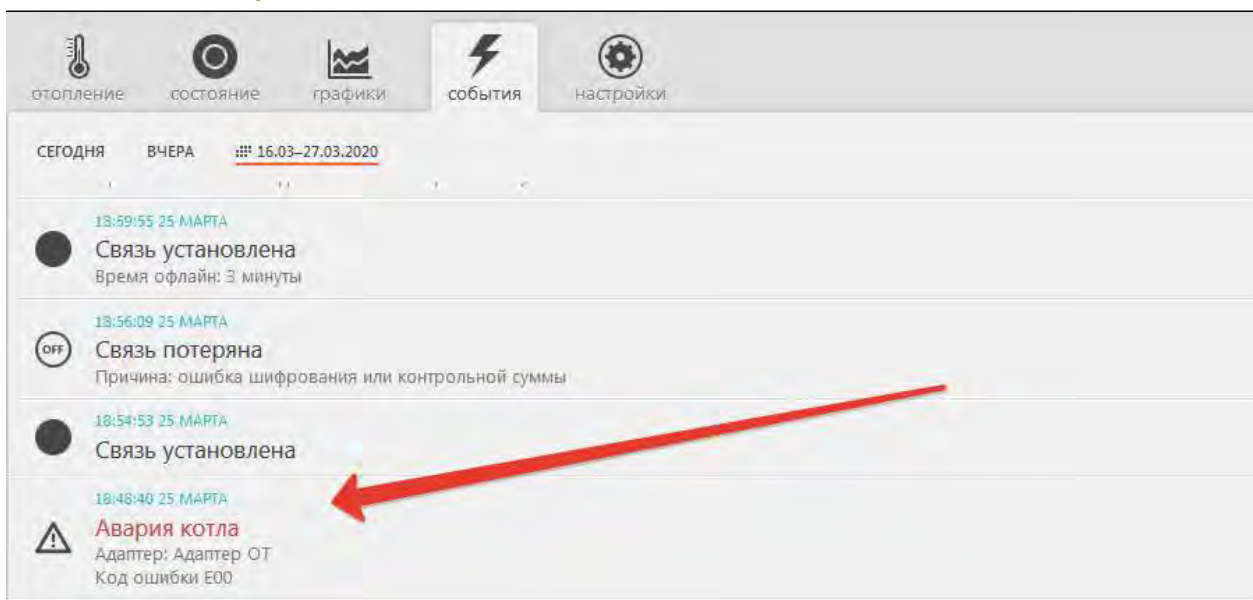 отопление состояние графики события настройки
СЕГОДНЯ ВЧЕРА 16.03–27.03.2020
18:59:55 25 МАРТА
Связь установлена
Время офлайн: 3 минуты
OFF
18:56:09 25 МАРТА
Связь потеряна
Причина: ошибка шифрования или контрольной суммы
18:54:53 25 МАРТА
Связь установлена
18:48:40 25 МАРТА
Авария котла
Адаптер: Адаптер ОТ
Код ошибки E00